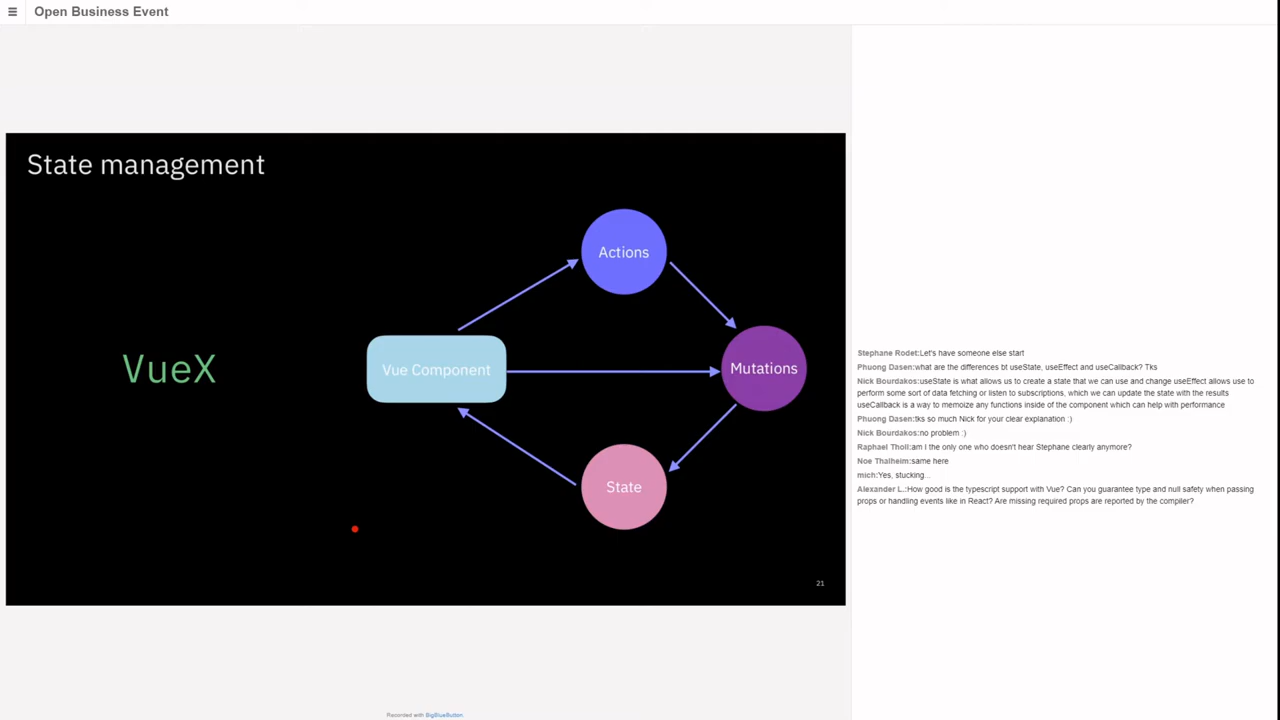 ☰ Open Business Event
State management
Actions
VueX
Vue Component
Mutations
State
21
Stephane Rodet:Let's have someone else start
Phuong Dasen:what are the differences bt useState, useEffect and useCallback? Tks
Nick Bourdakos:useState is what allows us to create a state that we can use and change useEffect allows use to
perform some sort of data fetching or listen to subscriptions, which we can update the state with the results
useCallback is a way to memoize any functions inside of the component which can help with performance
Phuong Dasen:tks so much Nick for your clear explanation :)
Nick Bourdakos:no problem :)
Raphael Tholl:am I the only one who doesn't hear Stephane clearly anymore?
Noe Thalheim:same here
mich:Yes, stucking...
Alexander L.:How good is the typescript support with Vue? Can you guarantee type and null safety when passing
props or handling events like in React? Are missing required props are reported by the compiler?
Recorded with BigBlueButton.